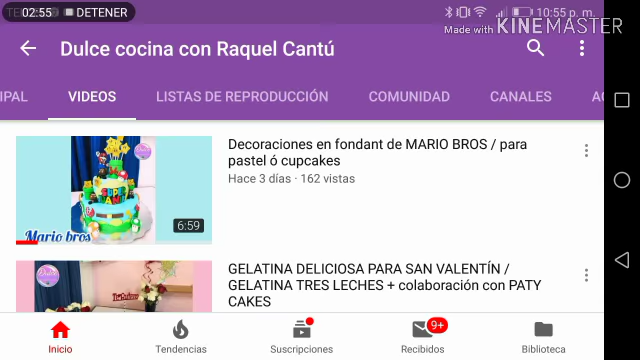 02:55 DETENER
10:55 p. m.
Made with KINEMASTER
Dulce cocina con Raquel Cantú
IPAL VIDEOS LISTAS DE REPRODUCCIÓN COMUNIDAD CANALES
Decoraciones en fondant de MARIO BROS / para
pastel ó cupcakes
Hace 3 días · 162 vistas
Mario bros
6:59
GELATINA DELICIOSA PARA SAN VALENTÍN /
GELATINA TRES LECHES + colaboración con PATY
CAKES
Inicio
Tendencias
Suscripciones
9+
Recibidos
Biblioteca